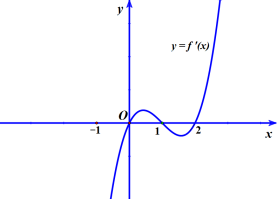 y
y = f '(x)
O
−1 1 2
x